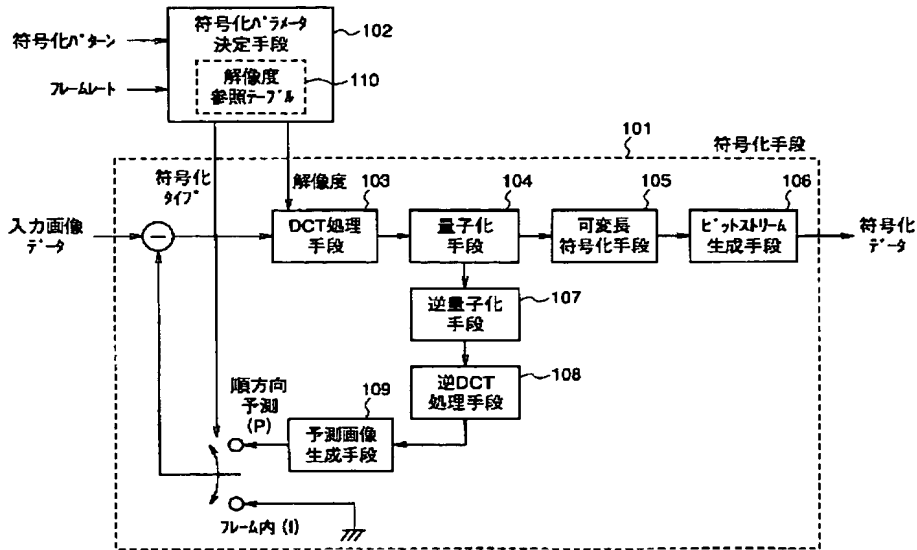 符号化ﾊﾟﾀｰﾝ
ﾌﾚｰﾑﾚｰﾄ
符号化ﾊﾟﾗﾒｰﾀ
決定手段
102
解像度
参照ﾃｰﾌﾞﾙ
110
101
符号化手段
符号化
ﾀｲﾌﾟ
解像度
入力画像
ﾃﾞｰﾀ
−
103
DCT処理
手段
104
量子化
手段
105
可変長
符号化手段
106
ﾋﾞｯﾄｽﾄﾘｰﾑ
生成手段
符号化
ﾃﾞｰﾀ
107
逆量子化
手段
108
逆DCT
処理手段
109
予測画像
生成手段
順方向
予測
(P)
ﾌﾚｰﾑ内 (I)